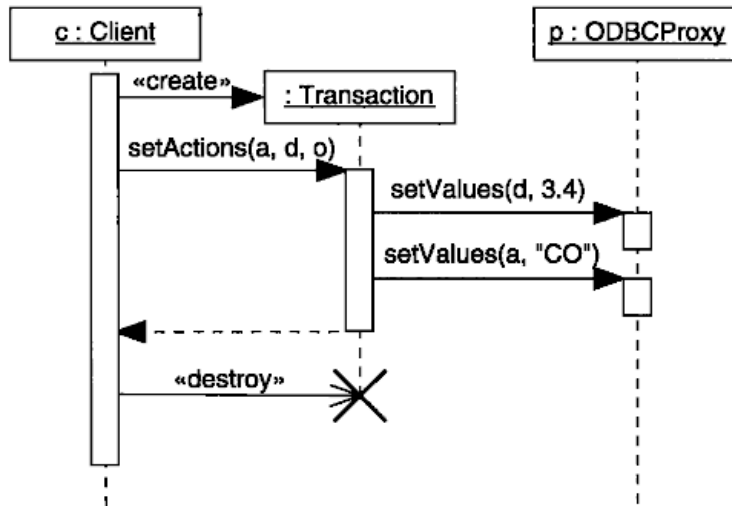 c : Client
p : ODBCProxy
«create»
: Transaction
setActions(a, d, o)
setValues(d, 3.4)
setValues(a, "CO")
«destroy»